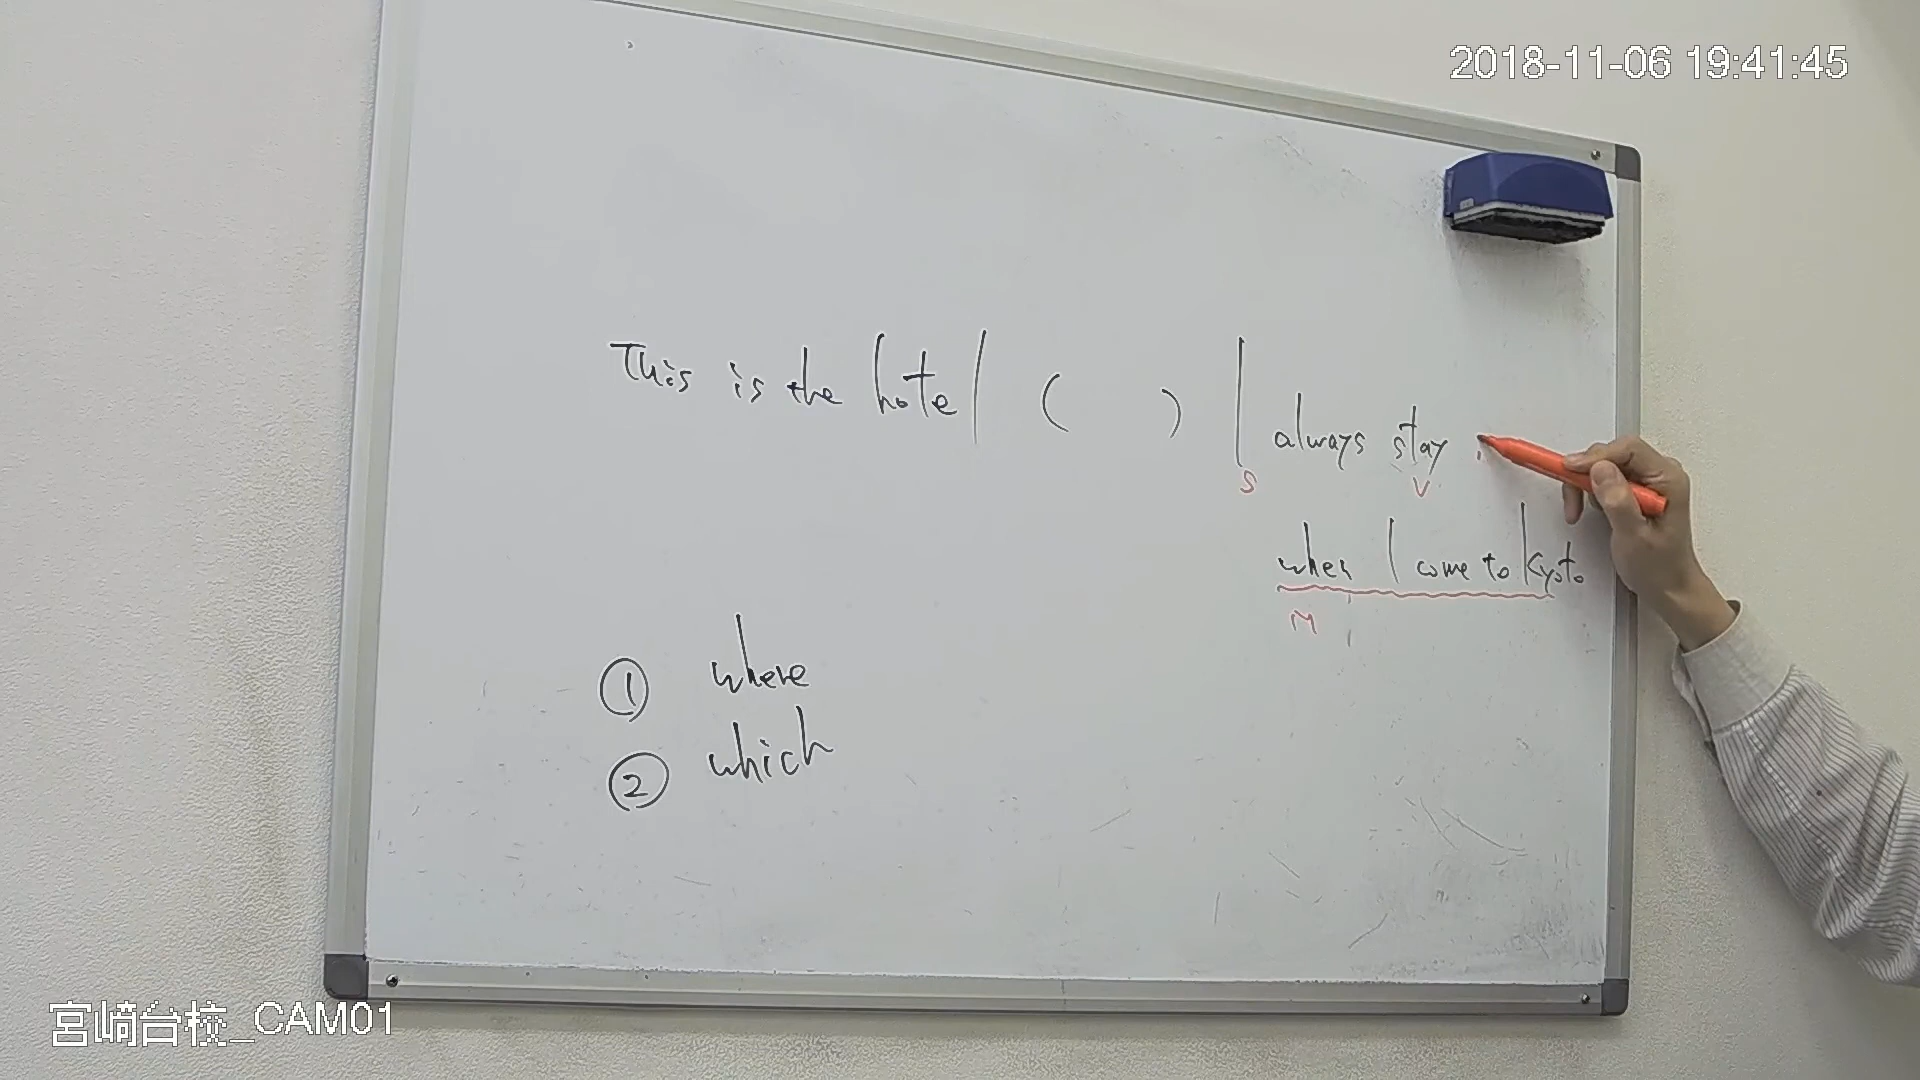 2018-11-06 19:41:45
This is the hotel ( ) I always stay
S V
when I come to Kyoto
M
① where
② which
宮崎台校_CAM01